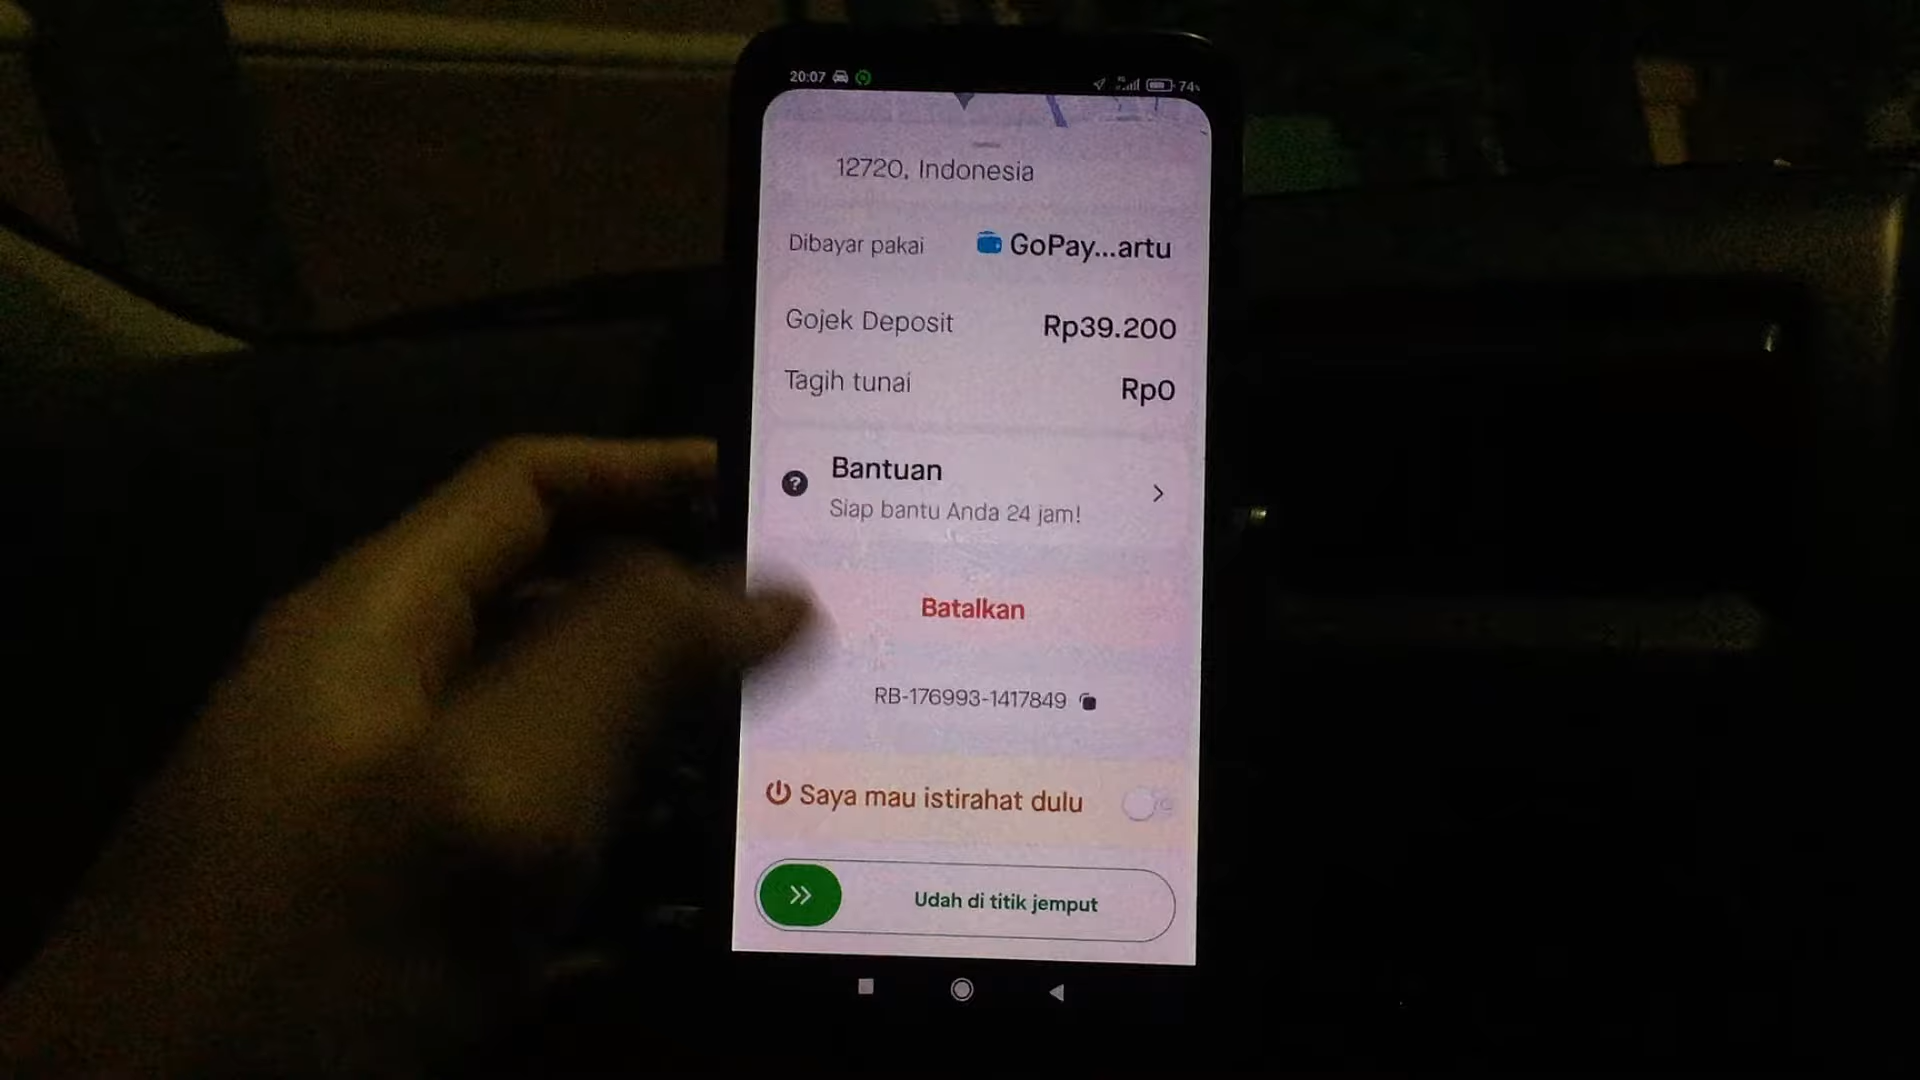 20:07
74
12720, Indonesia
Dibayar pakai
GoPay...artu
Gojek Deposit
Rp39.200
Tagih tunai
Rp0
Bantuan
Siap bantu Anda 24 jam!
Batalkan
RB-176993-1417849
Saya mau istirahat dulu
Udah di titik jemput